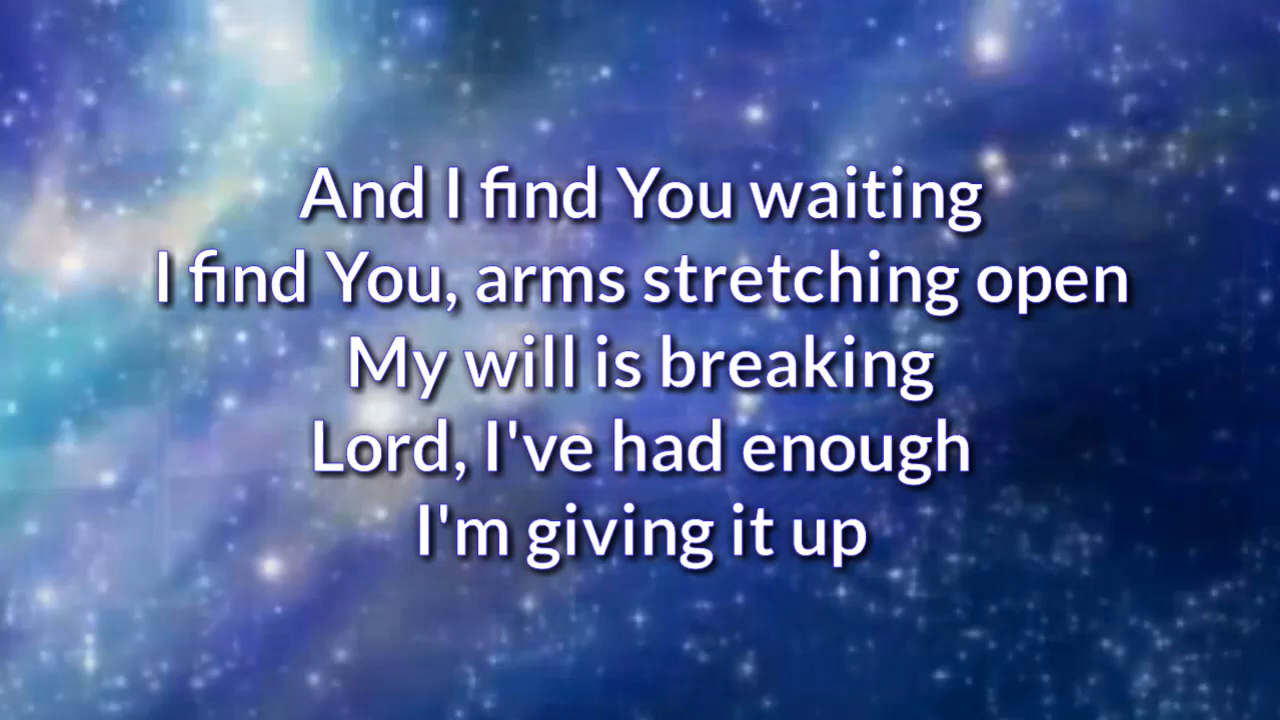 And I find You waiting
I find You, arms stretching open
My will is breaking
Lord, I've had enough
I'm giving it up